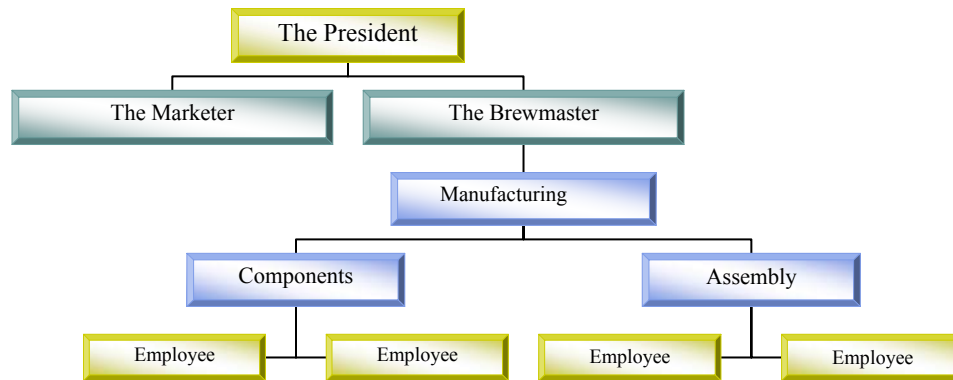 The President
The Marketer
The Brewmaster
Manufacturing
Components
Assembly
Employee
Employee
Employee
Employee